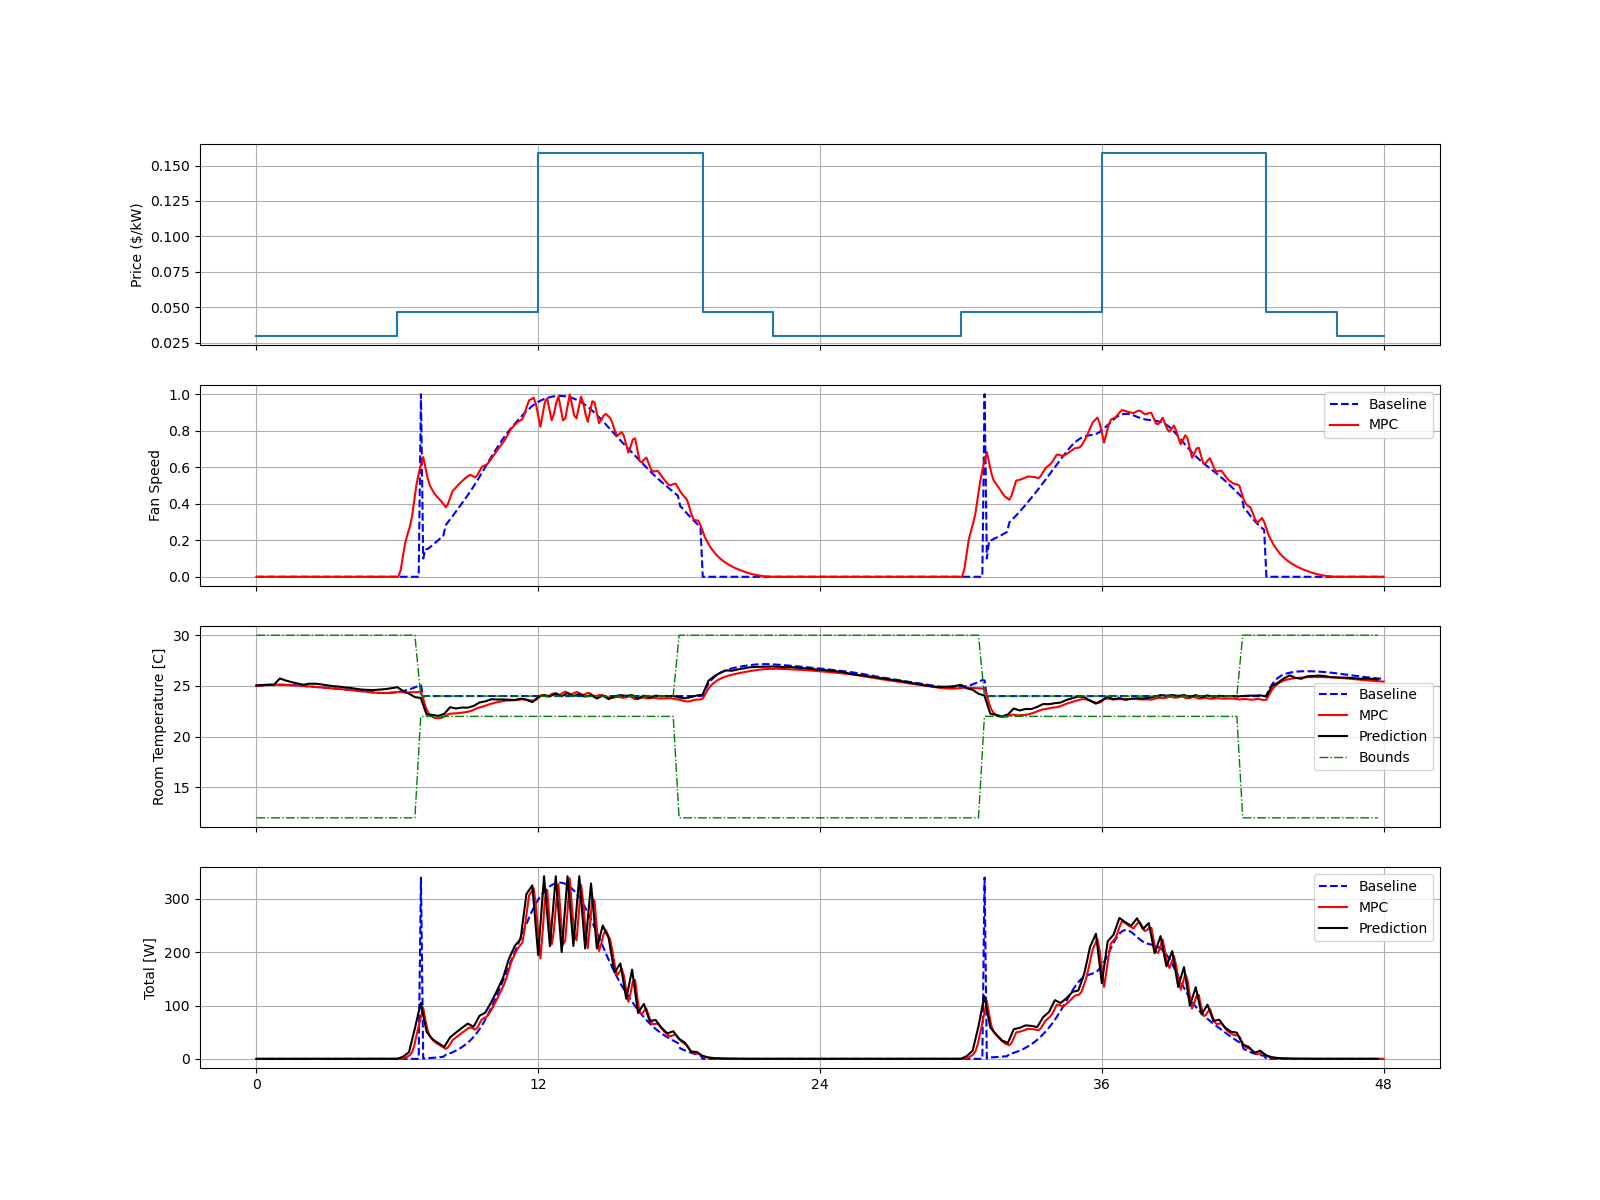 0.150
0.125
0.100
0.075
0.050
0.025
Price ($/kW)
1.0
0.8
0.6
0.4
0.2
0.0
Fan Speed
Baseline
MPC
30
25
20
15
Room Temperature [C]
Baseline
MPC
Prediction
Bounds
300
200
100
0
Total [W]
Baseline
MPC
Prediction
0 12 24 36 48